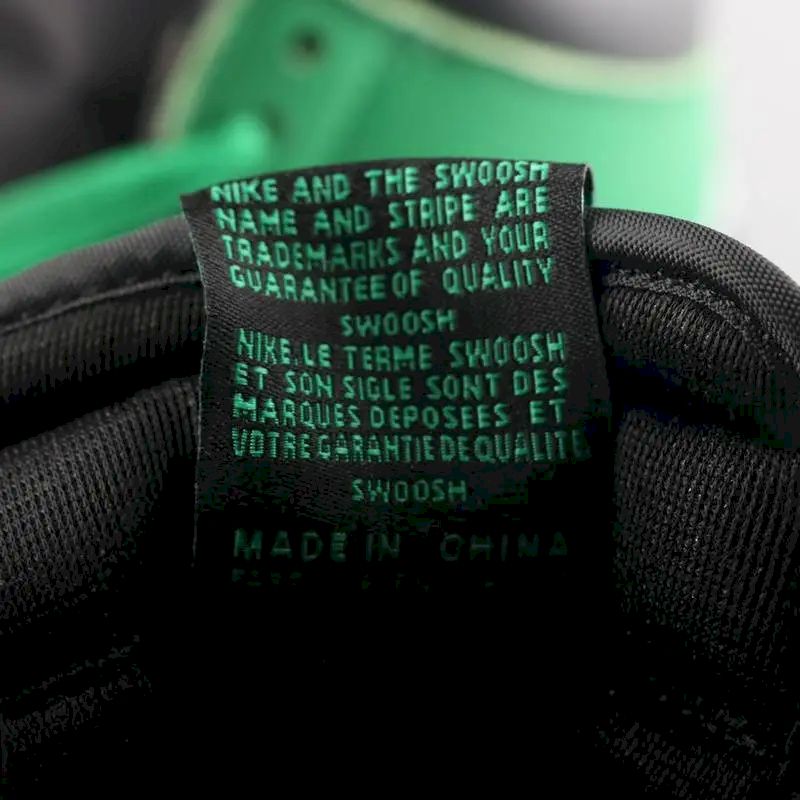 NIKE AND THE SWOOSH
NAME AND STRIPE ARE
TRADEMARKS AND YOUR
GUARANTEE OF QUALITY
SWOOSH
NIKE, LE TERME SWOOSH
ET SON SIGLE SONT DES
MARQUES DEPOSEES ET
VOTRE GARANTIE DE QUALITE
SWOOSH
MADE IN CHINA